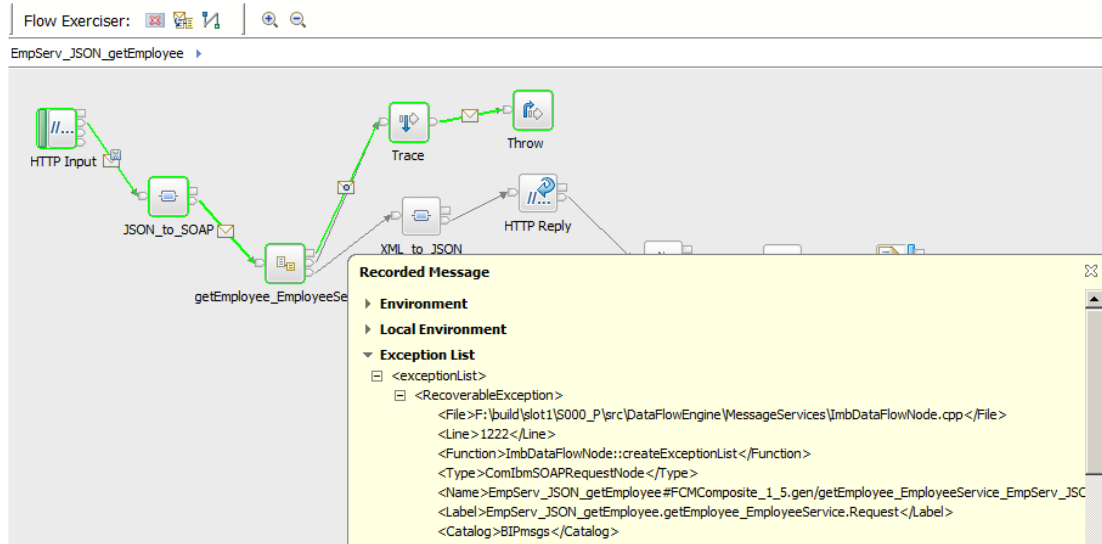 Flow Exerciser:
EmpServ_JSON_getEmployee
//...
HTTP Input
JSON_to_SOAP
Trace
Throw
//...
HTTP Reply
XML_to_JSON
getEmployee_EmployeeSe
Recorded Message
Environment
Local Environment
Exception List
<exceptionList>
<RecoverableException>
<File>F:\build\slot1\S000_P\src\DataFlowEngine\MessageServices\ImbDataFlowNode.cpp</File>
<Line>1222</Line>
<Function>ImbDataFlowNode::createExceptionList</Function>
<Type>ComIbmSOAPRequestNode</Type>
<Name>EmpServ_JSON_getEmployee#FCMComposite_1_5.gen/getEmployee_EmployeeService_EmpServ_JSC
<Label>EmpServ_JSON_getEmployee.getEmployee_EmployeeService.Request</Label>
<Catalog>BIPmsgs</Catalog>